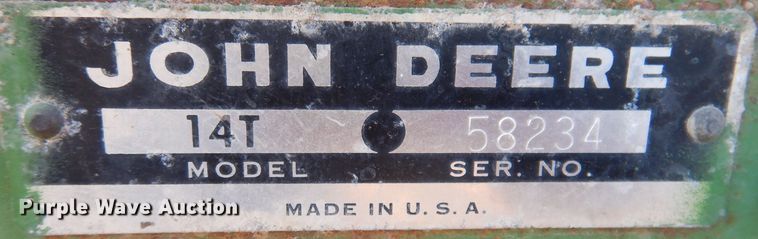 JOHN DEERE
14T 58234
MODEL SER. NO.
Purple Wave Auction
MADE IN U.S.A.